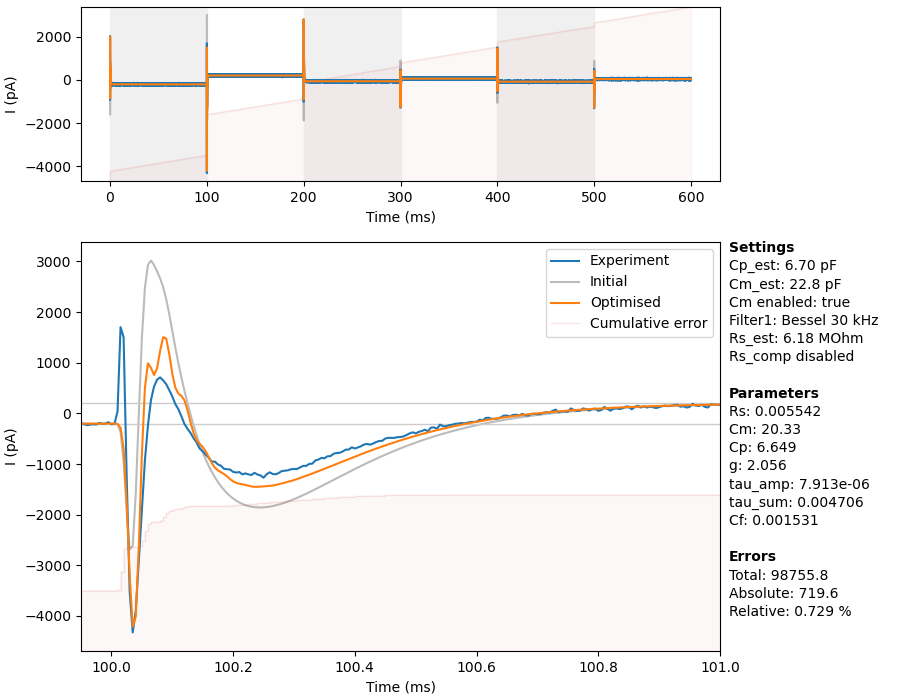 2000
0
−2000
−4000
I (pA)
0 100 200 300 400 500 600
Time (ms)
3000
2000
1000
0
−1000
−2000
−3000
−4000
I (pA)
100.0 100.2 100.4 100.6 100.8 101.0
Time (ms)
Experiment
Initial
Optimised
Cumulative error
Settings
Cp_est: 6.70 pF
Cm_est: 22.8 pF
Cm enabled: true
Filter1: Bessel 30 kHz
Rs_est: 6.18 MOhm
Rs_comp disabled
Parameters
Rs: 0.005542
Cm: 20.33
Cp: 6.649
g: 2.056
tau_amp: 7.913e-06
tau_sum: 0.004706
Cf: 0.001531
Errors
Total: 98755.8
Absolute: 719.6
Relative: 0.729 %